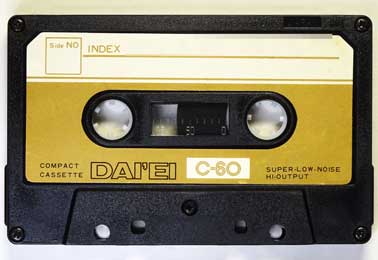 Side NO INDEX
50 0
COMPACT CASSETTE
DAI'EI
C-60
SUPER-LOW-NOISE
HI-OUTPUT